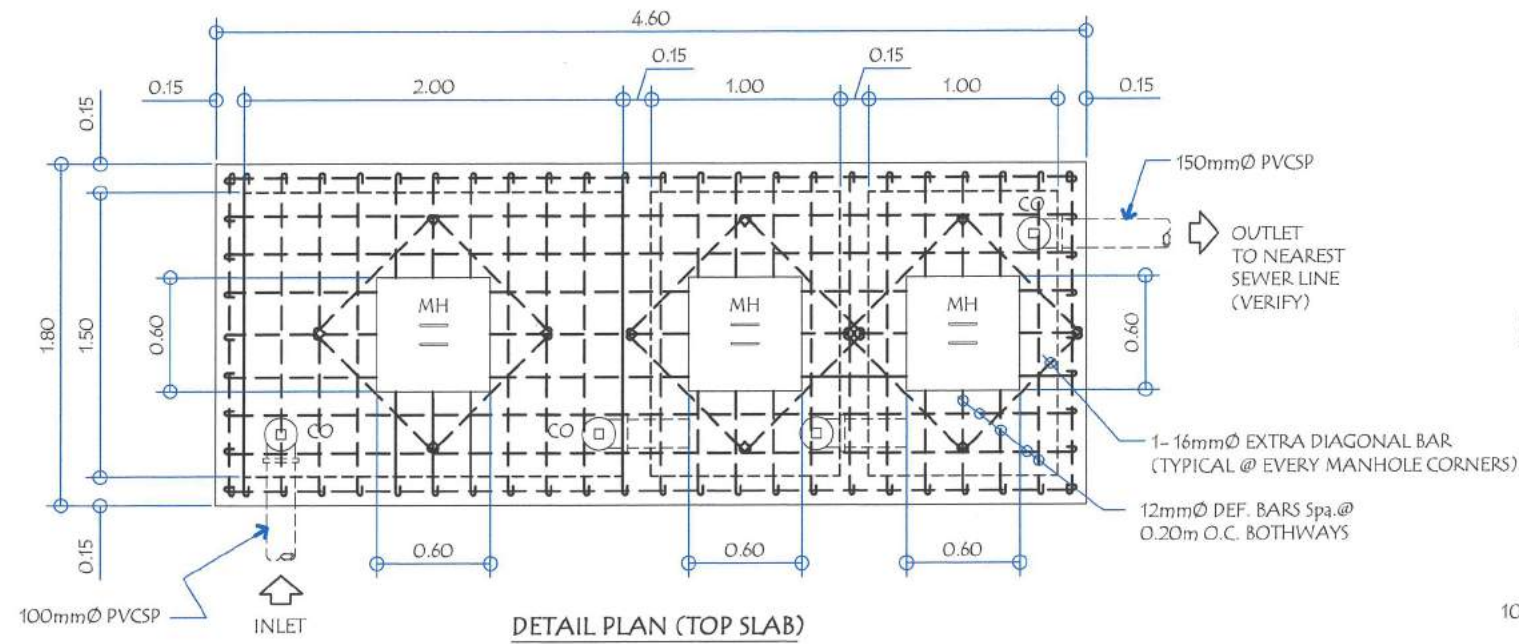 4.60
0.15
0.15
0.15
2.00
1.00
1.00
0.15
0.15
150mmØ PVCSP
CO
OUTLET
TO NEAREST
SEWER LINE
(VERIFY)
MH
MH
MH
1.80
1.50
0.60
0.60
1-16mmØ EXTRA DIAGONAL BAR
(TYPICAL @ EVERY MANHOLE CORNERS)
CO
CO
12mmØ DEF. BARS Spa.@
0.20m O.C. BOTHWAYS
0.15
0.60
0.60
0.60
100mmØ PVCSP
INLET
DETAIL PLAN (TOP SLAB)
10